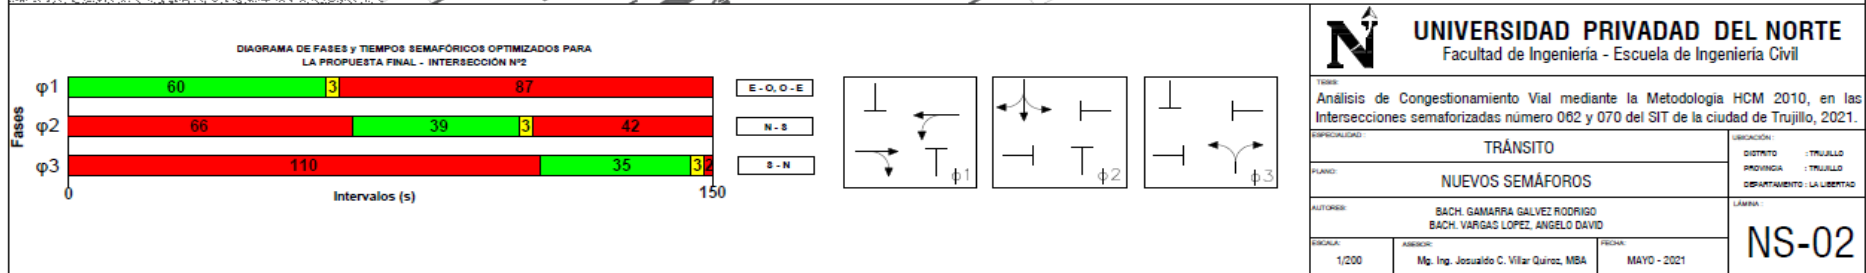 DIAGRAMA DE FASES y TIEMPOS SEMAFÓRICOS OPTIMIZADOS PARA
LA PROPUESTA FINAL - INTERSECCIÓN Nº2
Fases
φ1 60 3 87 E - O, O - E
φ2 66 39 3 42 N - S
φ3 110 35 3 2 S - N
0 Intervalos (s) 150
φ1
φ2
φ3
N
UNIVERSIDAD PRIVADAD DEL NORTE
Facultad de Ingeniería - Escuela de Ingeniería Civil
TESIS:
Análisis de Congestionamiento Vial mediante la Metodologia HCM 2010, en las
Intersecciones semaforizadas número 062 y 070 del SIT de la ciudad de Trujillo, 2021.
ESPECIALIDAD:
TRÁNSITO
UBICACIÓN:
DISTRITO : TRUJILLO
PROVINCIA : TRUJILLO
DEPARTAMENTO : LA LIBERTAD
PLANO:
NUEVOS SEMÁFOROS
AUTORES:
BACH. GAMARRA GALVEZ RODRIGO
BACH. VARGAS LOPEZ, ANGELO DAVID
LÁMINA:
NS-02
ESCALA:
1/200
ASESOR:
Mg. Ing. Josualdo C. Villar Quiroz, MBA
FECHA:
MAYO - 2021